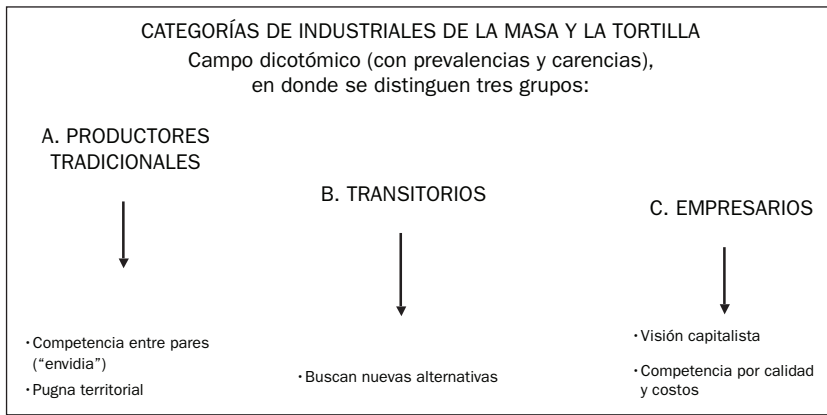 CATEGORÍAS DE INDUSTRIALES DE LA MASA Y LA TORTILLA
Campo dicotómico (con prevalencias y carencias),
en donde se distinguen tres grupos:
A. PRODUCTORES
TRADICIONALES
B. TRANSITORIOS
C. EMPRESARIOS
· Competencia entre pares
("envidia")
· Pugna territorial
· Buscan nuevas alternativas
· Visión capitalista
· Competencia por calidad
y costos